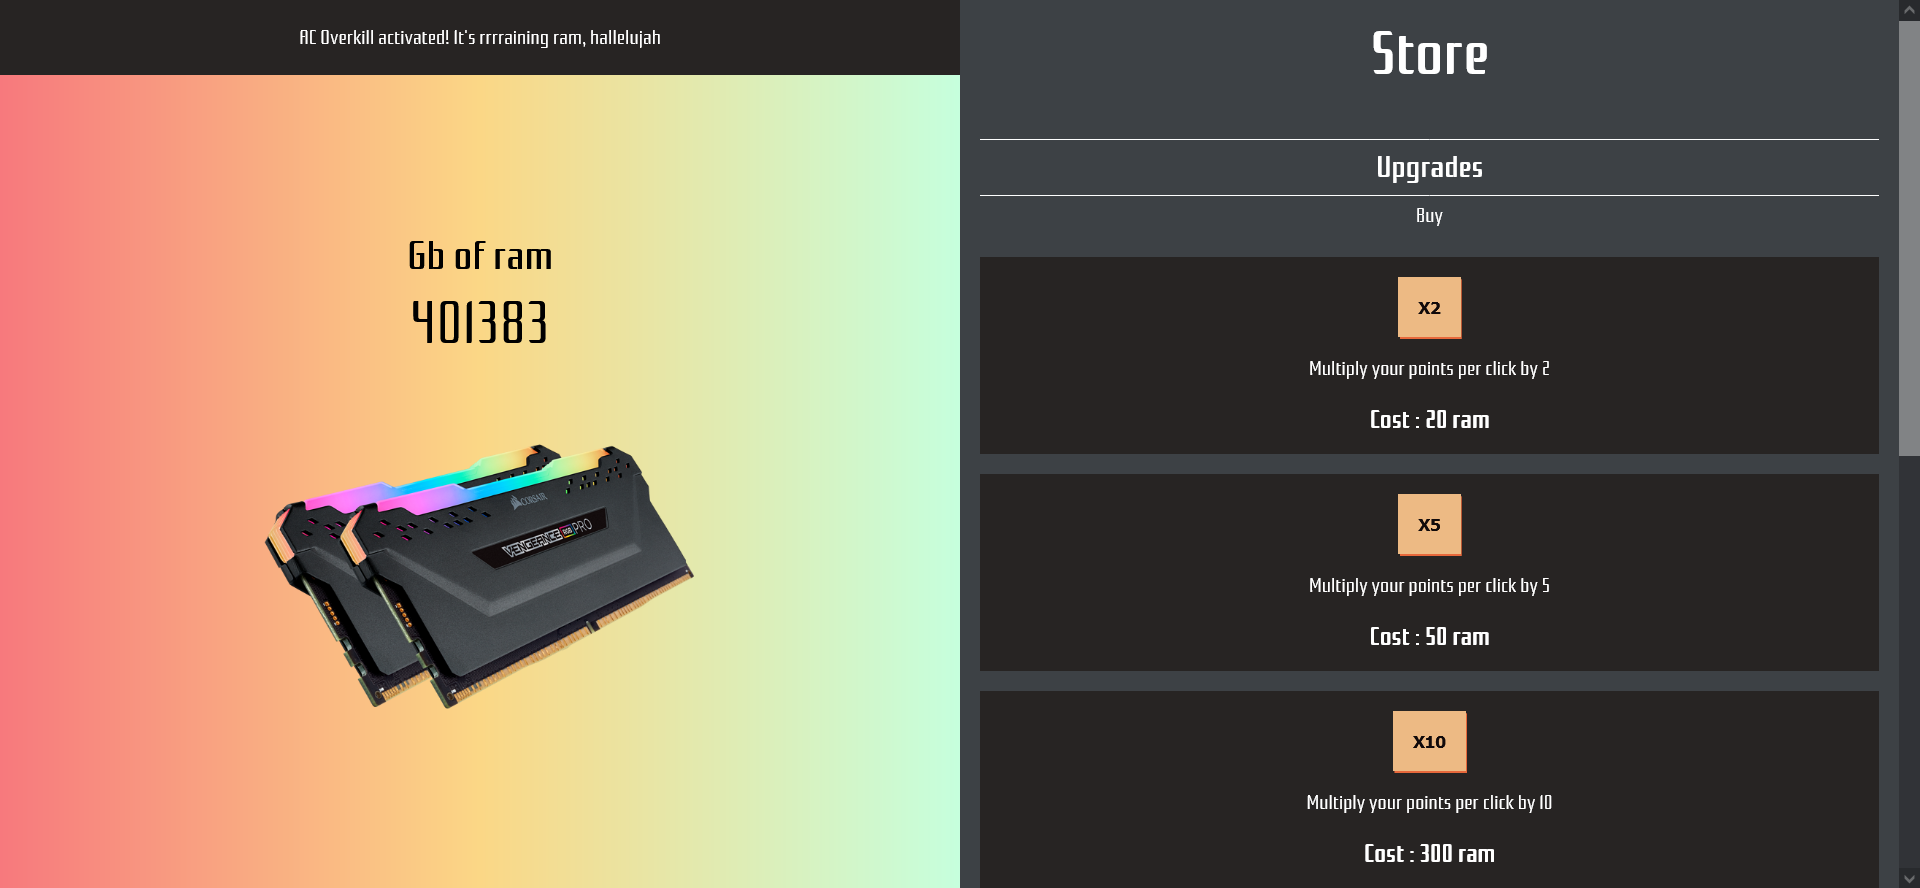 AC Overkill activated! It's rrrraining ram, hallelujah
Gb of ram
401383
CORSAIR
VENGEANCE RGB PRO
Store
Upgrades
Buy
X2
Multiply your points per click by 2
Cost : 20 ram
X5
Multiply your points per click by 5
Cost : 50 ram
X10
Multiply your points per click by 10
Cost : 300 ram